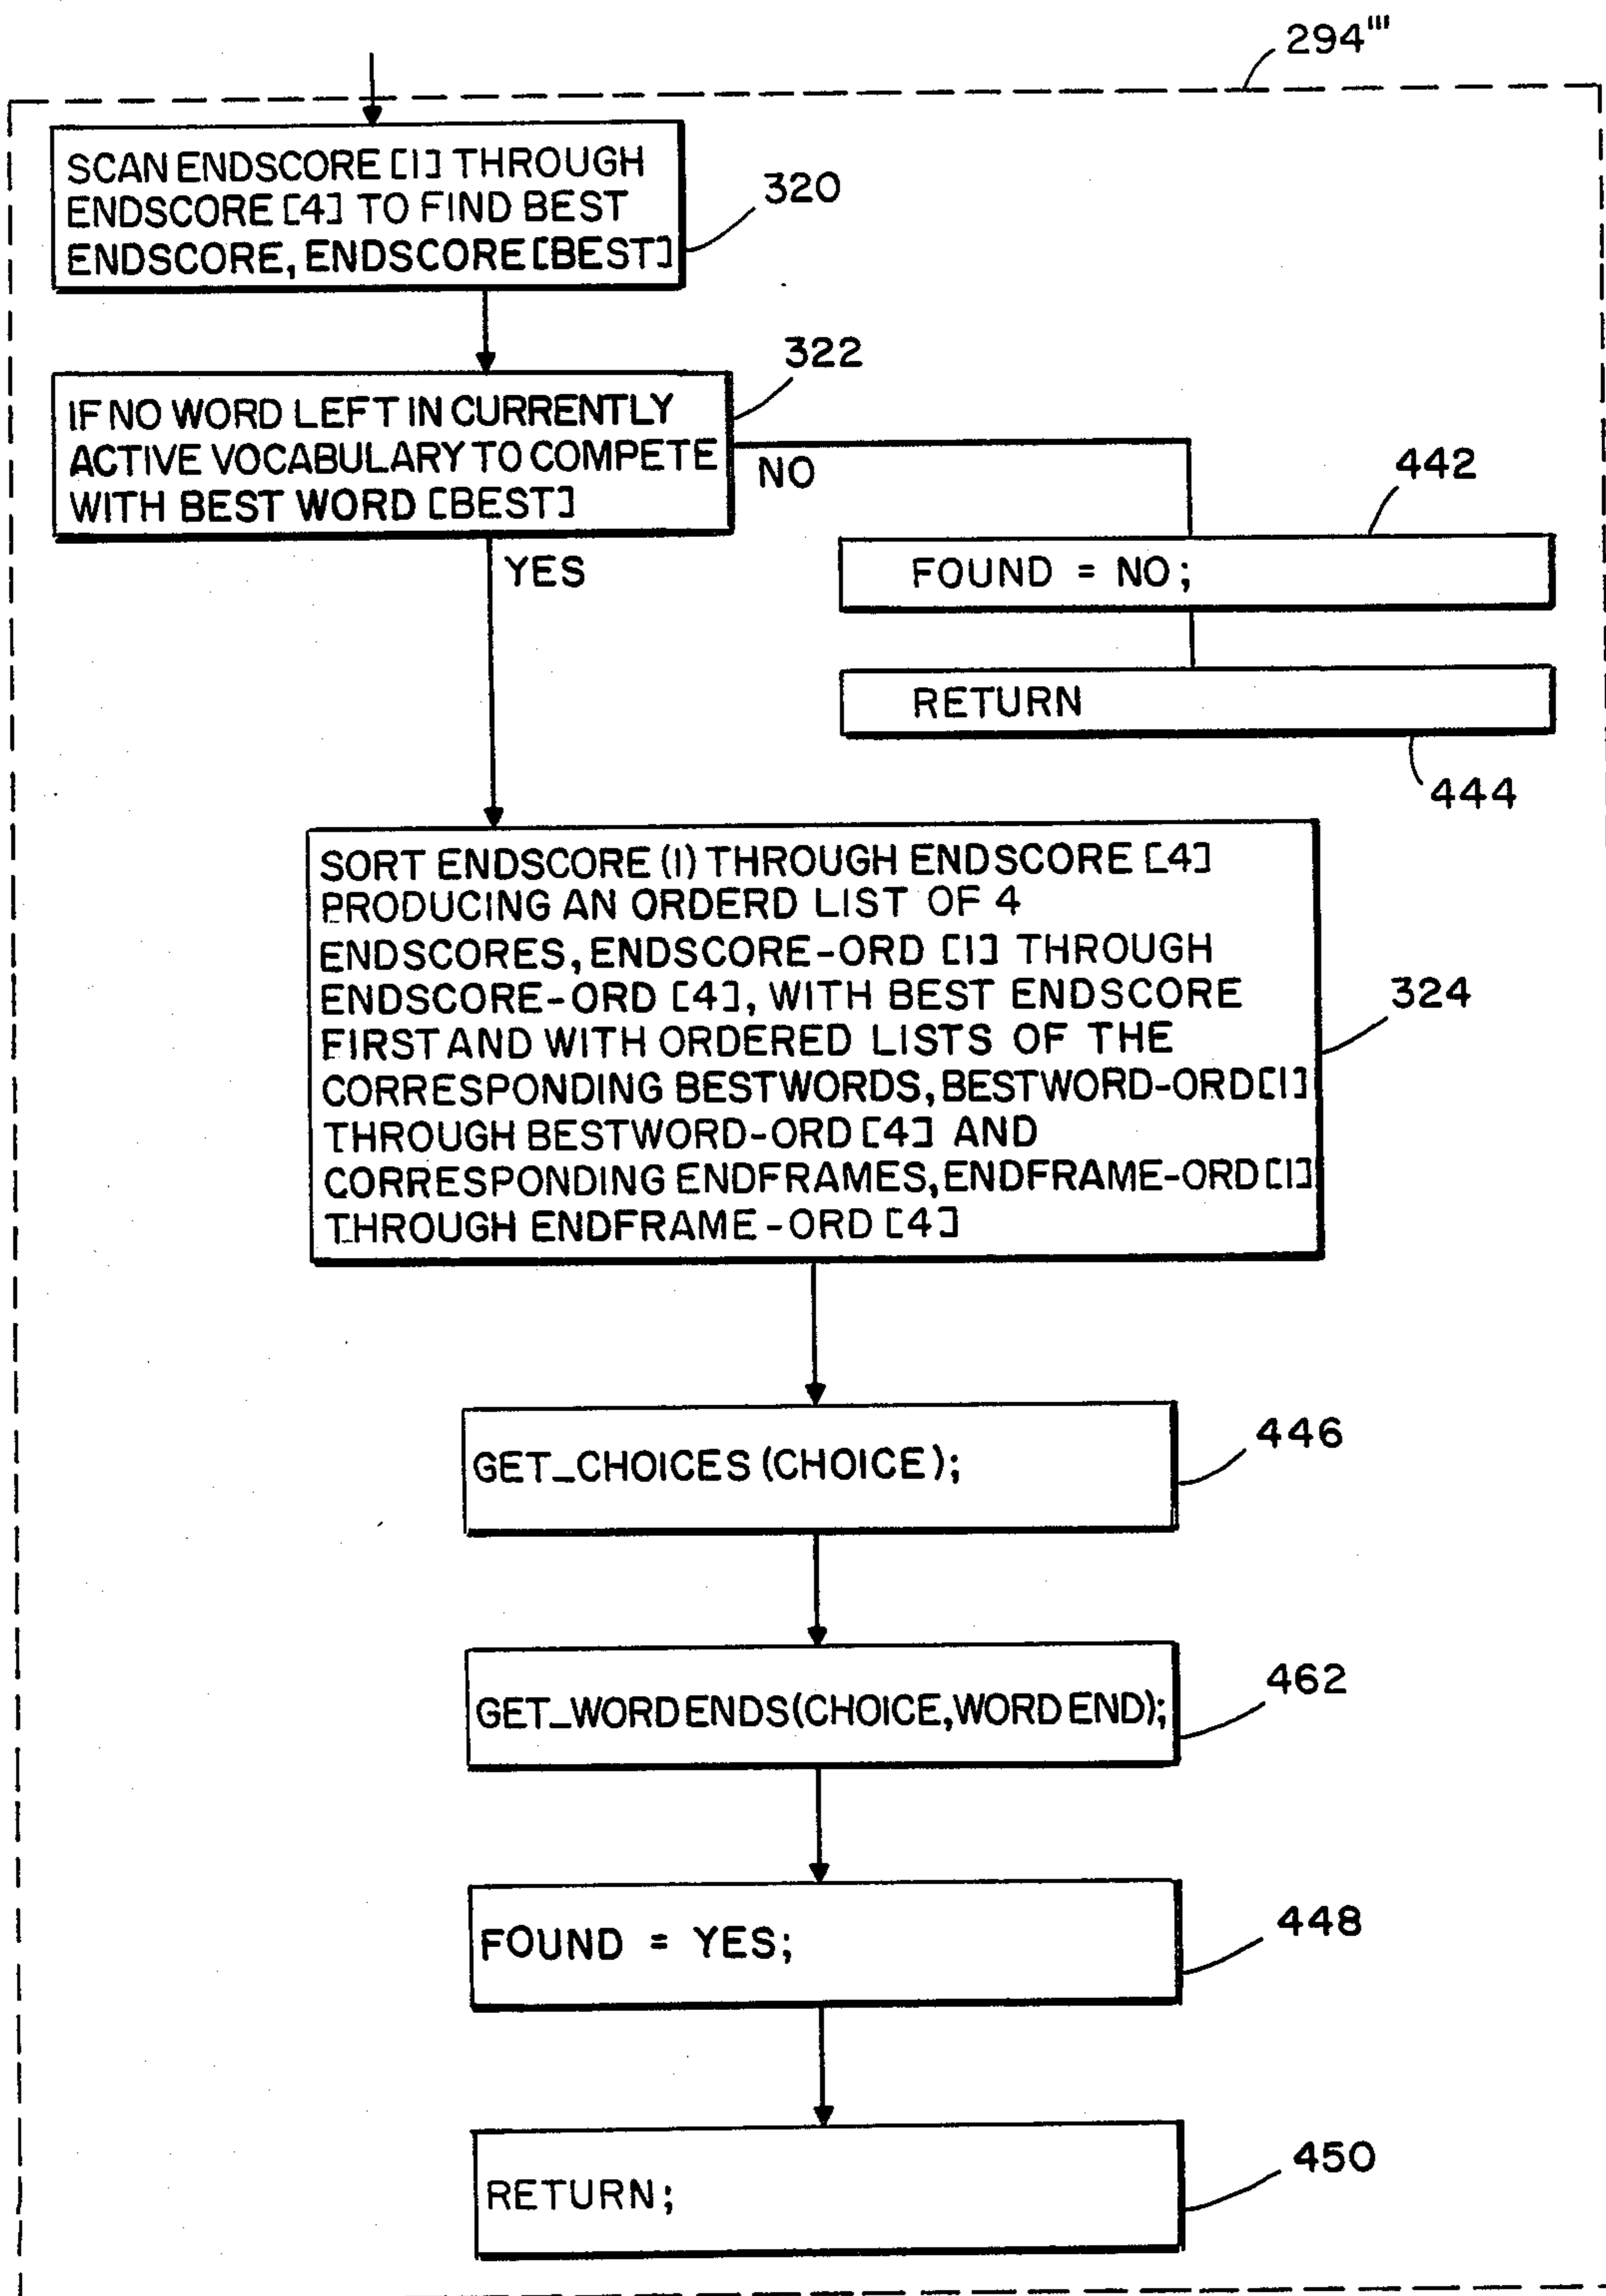 294'''
SCAN ENDSCORE [1] THROUGH
ENDSCORE [4] TO FIND BEST
ENDSCORE, ENDSCORE [BEST]
320
322
IF NO WORD LEFT IN CURRENTLY
ACTIVE VOCABULARY TO COMPETE
WITH BEST WORD [BEST]
NO
YES
442
FOUND = NO;
RETURN
444
SORT ENDSCORE (1) THROUGH ENDSCORE [4]
PRODUCING AN ORDERD LIST OF 4
ENDSCORES, ENDSCORE-ORD [1] THROUGH
ENDSCORE-ORD [4], WITH BEST ENDSCORE
FIRST AND WITH ORDERED LISTS OF THE
CORRESPONDING BESTWORDS, BESTWORD-ORD [1]
THROUGH BESTWORD-ORD [4] AND
CORRESPONDING ENDFRAMES, ENDFRAME-ORD [1]
THROUGH ENDFRAME-ORD [4]
324
GET_CHOICES (CHOICE);
446
GET_WORD ENDS(CHOICE, WORD END);
462
FOUND = YES;
448
RETURN;
450